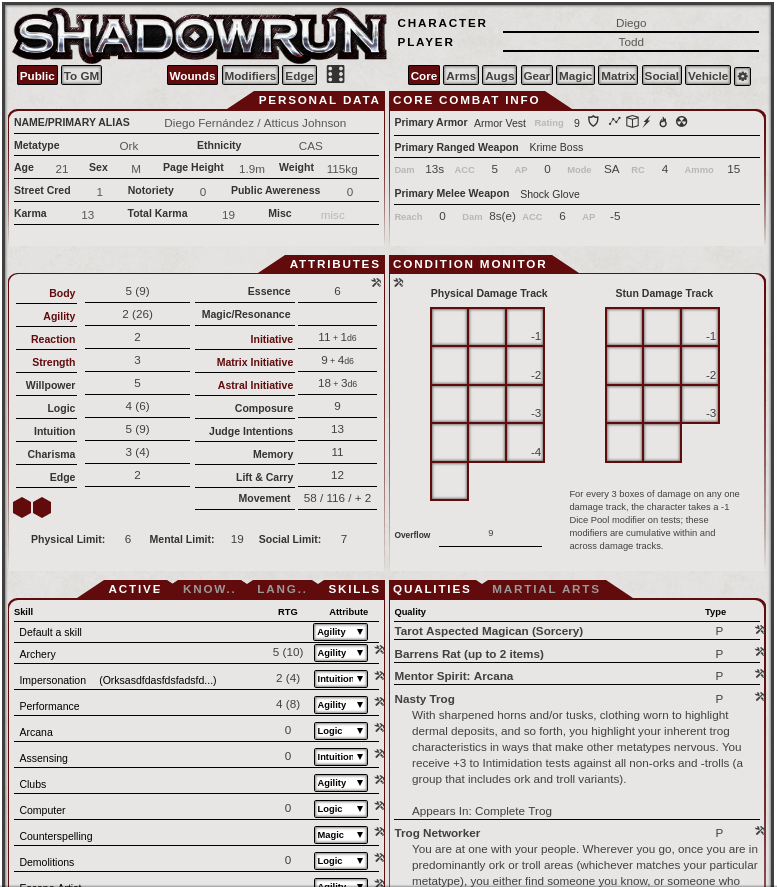 SHADOWRUN
CHARACTER Diego
PLAYER Todd
Public To GM Wounds Modifiers Edge
Core Arms Augs Gear Magic Matrix Social Vehicle
PERSONAL DATA
NAME/PRIMARY ALIAS Diego Fernández / Atticus Johnson
Metatype Ork Ethnicity CAS
Age 21 Sex M Page Height 1.9m Weight 115kg
Street Cred 1 Notoriety 0 Public Awareness 0
Karma 13 Total Karma 19 Misc misc
CORE COMBAT INFO
Primary Armor Armor Vest Rating 9
Primary Ranged Weapon Krime Boss
Dam 13s ACC 5 AP 0 Mode SA RC 4 Ammo 15
Primary Melee Weapon Shock Glove
Reach 0 Dam 8s(e) ACC 6 AP -5
ATTRIBUTES
Body 5 (9) Essence 6
Agility 2 (26) Magic/Resonance
Reaction 2 Initiative 11 + 1d6
Strength 3 Matrix Initiative 9 + 4d6
Willpower 5 Astral Initiative 18 + 3d6
Logic 4 (6) Composure 9
Intuition 5 (9) Judge Intentions 13
Charisma 3 (4) Memory 11
Edge 2 Lift & Carry 12
Movement 58 / 116 / + 2
Physical Limit: 6 Mental Limit: 19 Social Limit: 7
CONDITION MONITOR
Physical Damage Track Stun Damage Track
-1 -1
-2 -2
-3 -3
-4
For every 3 boxes of damage on any one
damage track, the character takes a -1
Dice Pool modifier on tests; these
modifiers are cumulative within and
across damage tracks.
Overflow 9
ACTIVE KNOW.. LANG.. SKILLS
Skill RTG Attribute
Default a skill Agility
Archery 5 (10) Agility
Impersonation (Orksasdfdasfdsfadsfd...) 2 (4) Intuition
Performance 4 (8) Agility
Arcana 0 Logic
Assensing 0 Intuition
Clubs Agility
Computer 0 Logic
Counterspelling Magic
Demolitions 0 Logic
Escape Artist Agility
QUALITIES MARTIAL ARTS
Quality Type
Tarot Aspected Magican (Sorcery) P
Barrens Rat (up to 2 items) P
Mentor Spirit: Arcana P
Nasty Trog P
With sharpened horns and/or tusks, clothing worn to highlight
dermal deposits, and so forth, you highlight your inherent trog
characteristics in ways that make other metatypes nervous. You
receive +3 to Intimidation tests against all non-orks and -trolls (a
group that includes ork and troll variants).
Appears In: Complete Trog
Trog Networker P
You are at one with your people. Wherever you go, once you are in
predominantly ork or troll areas (whichever matches your particular
metatype), you either find someone you know, or someone who